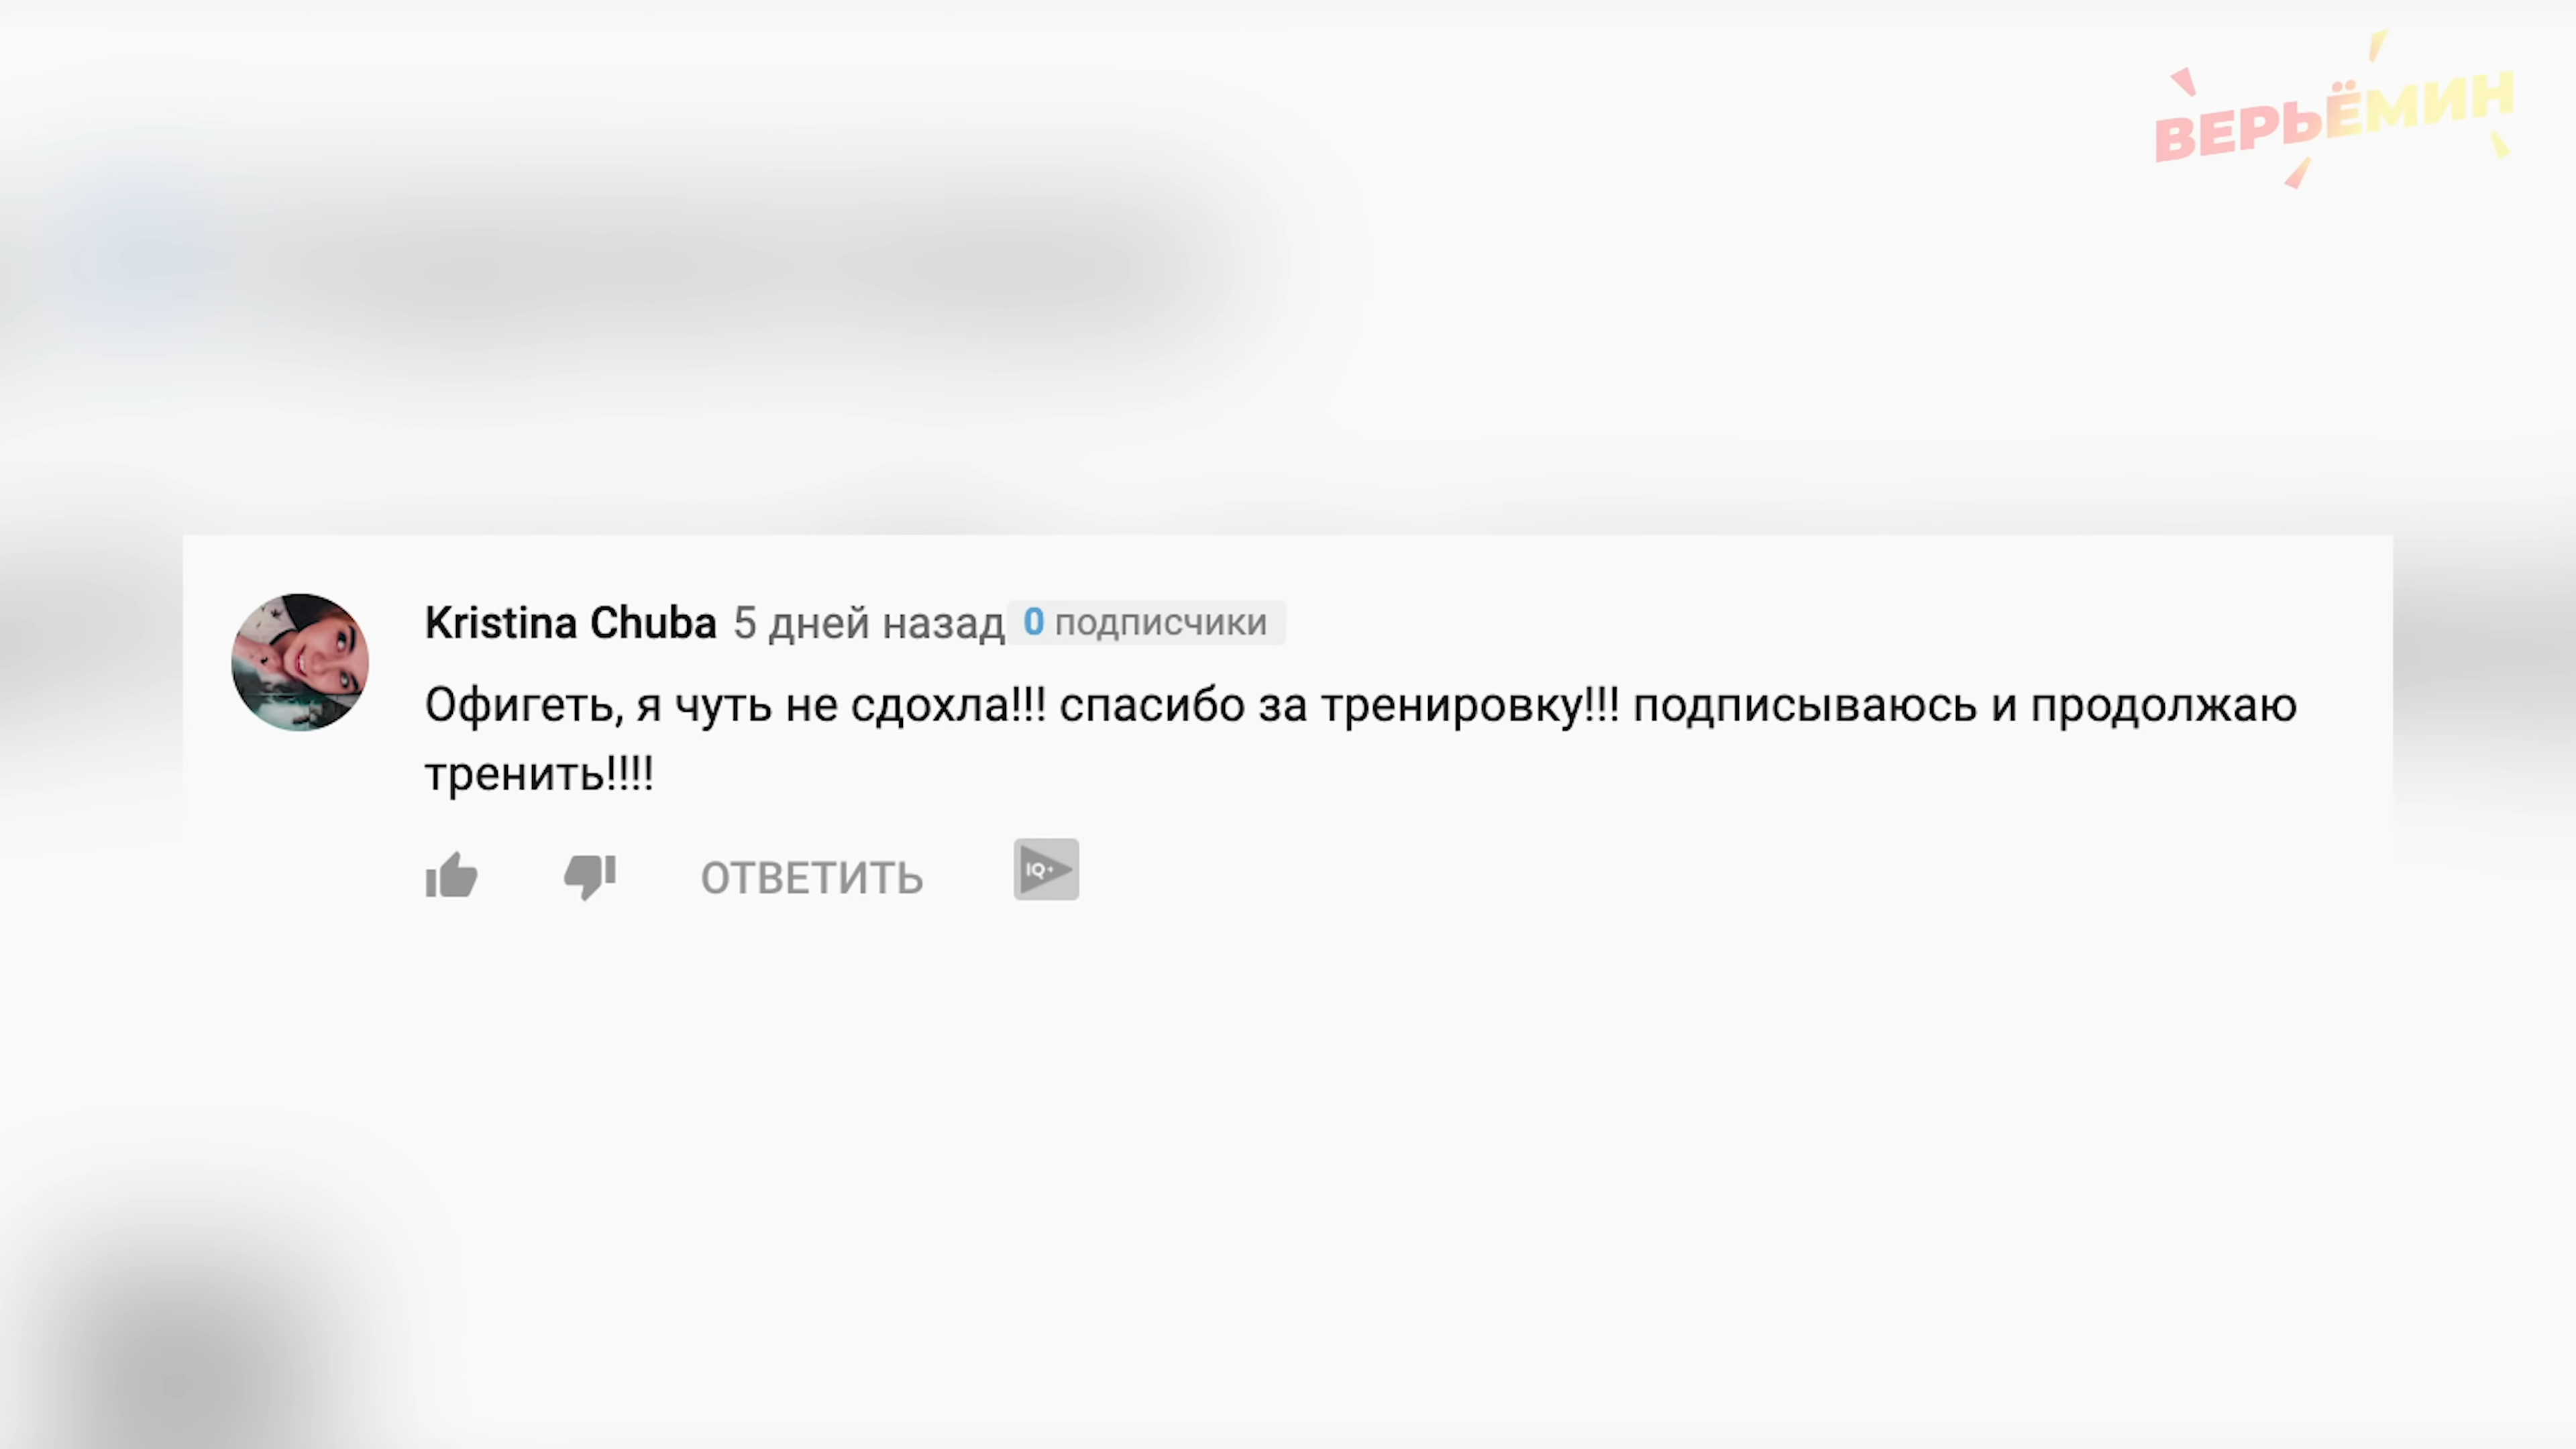 ВЕРЬЁМИН
Kristina Chuba 5 дней назад 0 подписчики
Офигеть, я чуть не сдохла!!! спасибо за тренировку!!! подписываюсь и продолжаю
тренить!!!!
ОТВЕТИТЬ IQ+